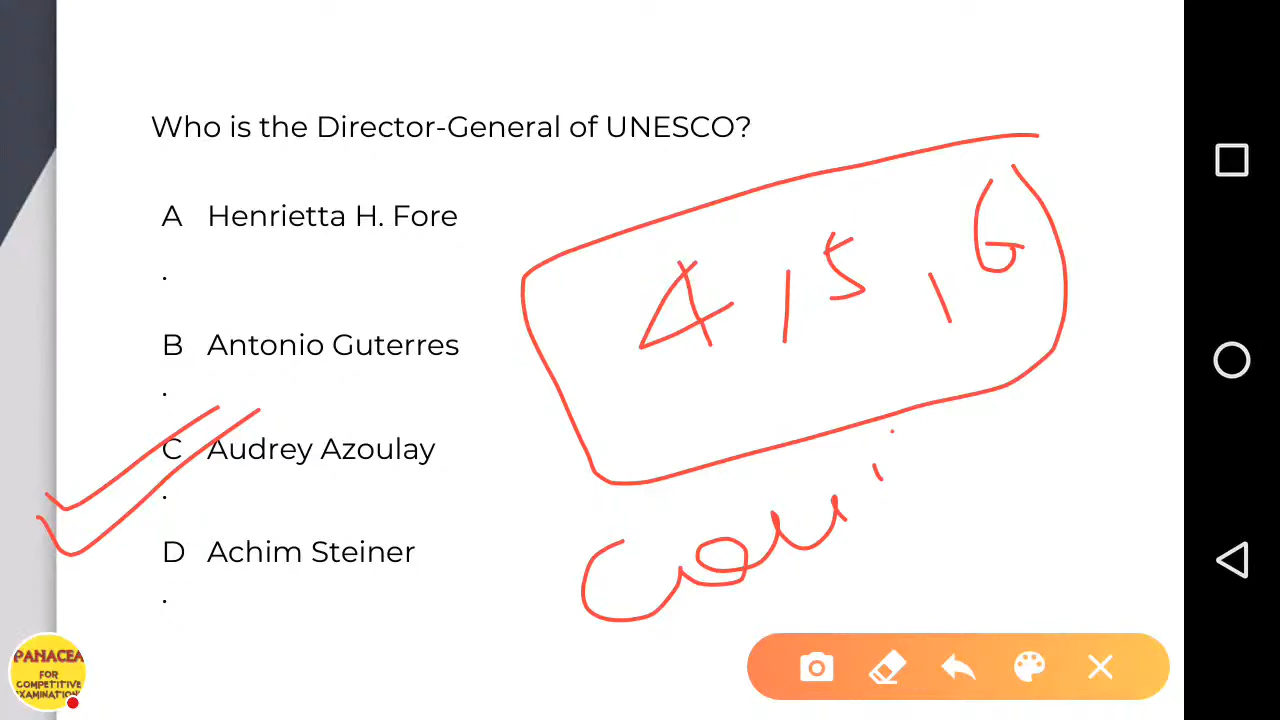 Who is the Director-General of UNESCO?
A Henrietta H. Fore
.
B Antonio Guterres
.
C Audrey Azoulay
.
D Achim Steiner
.
4, 5, 6
PANACEA
FOR
COMPETITIVE
EXAMINATION